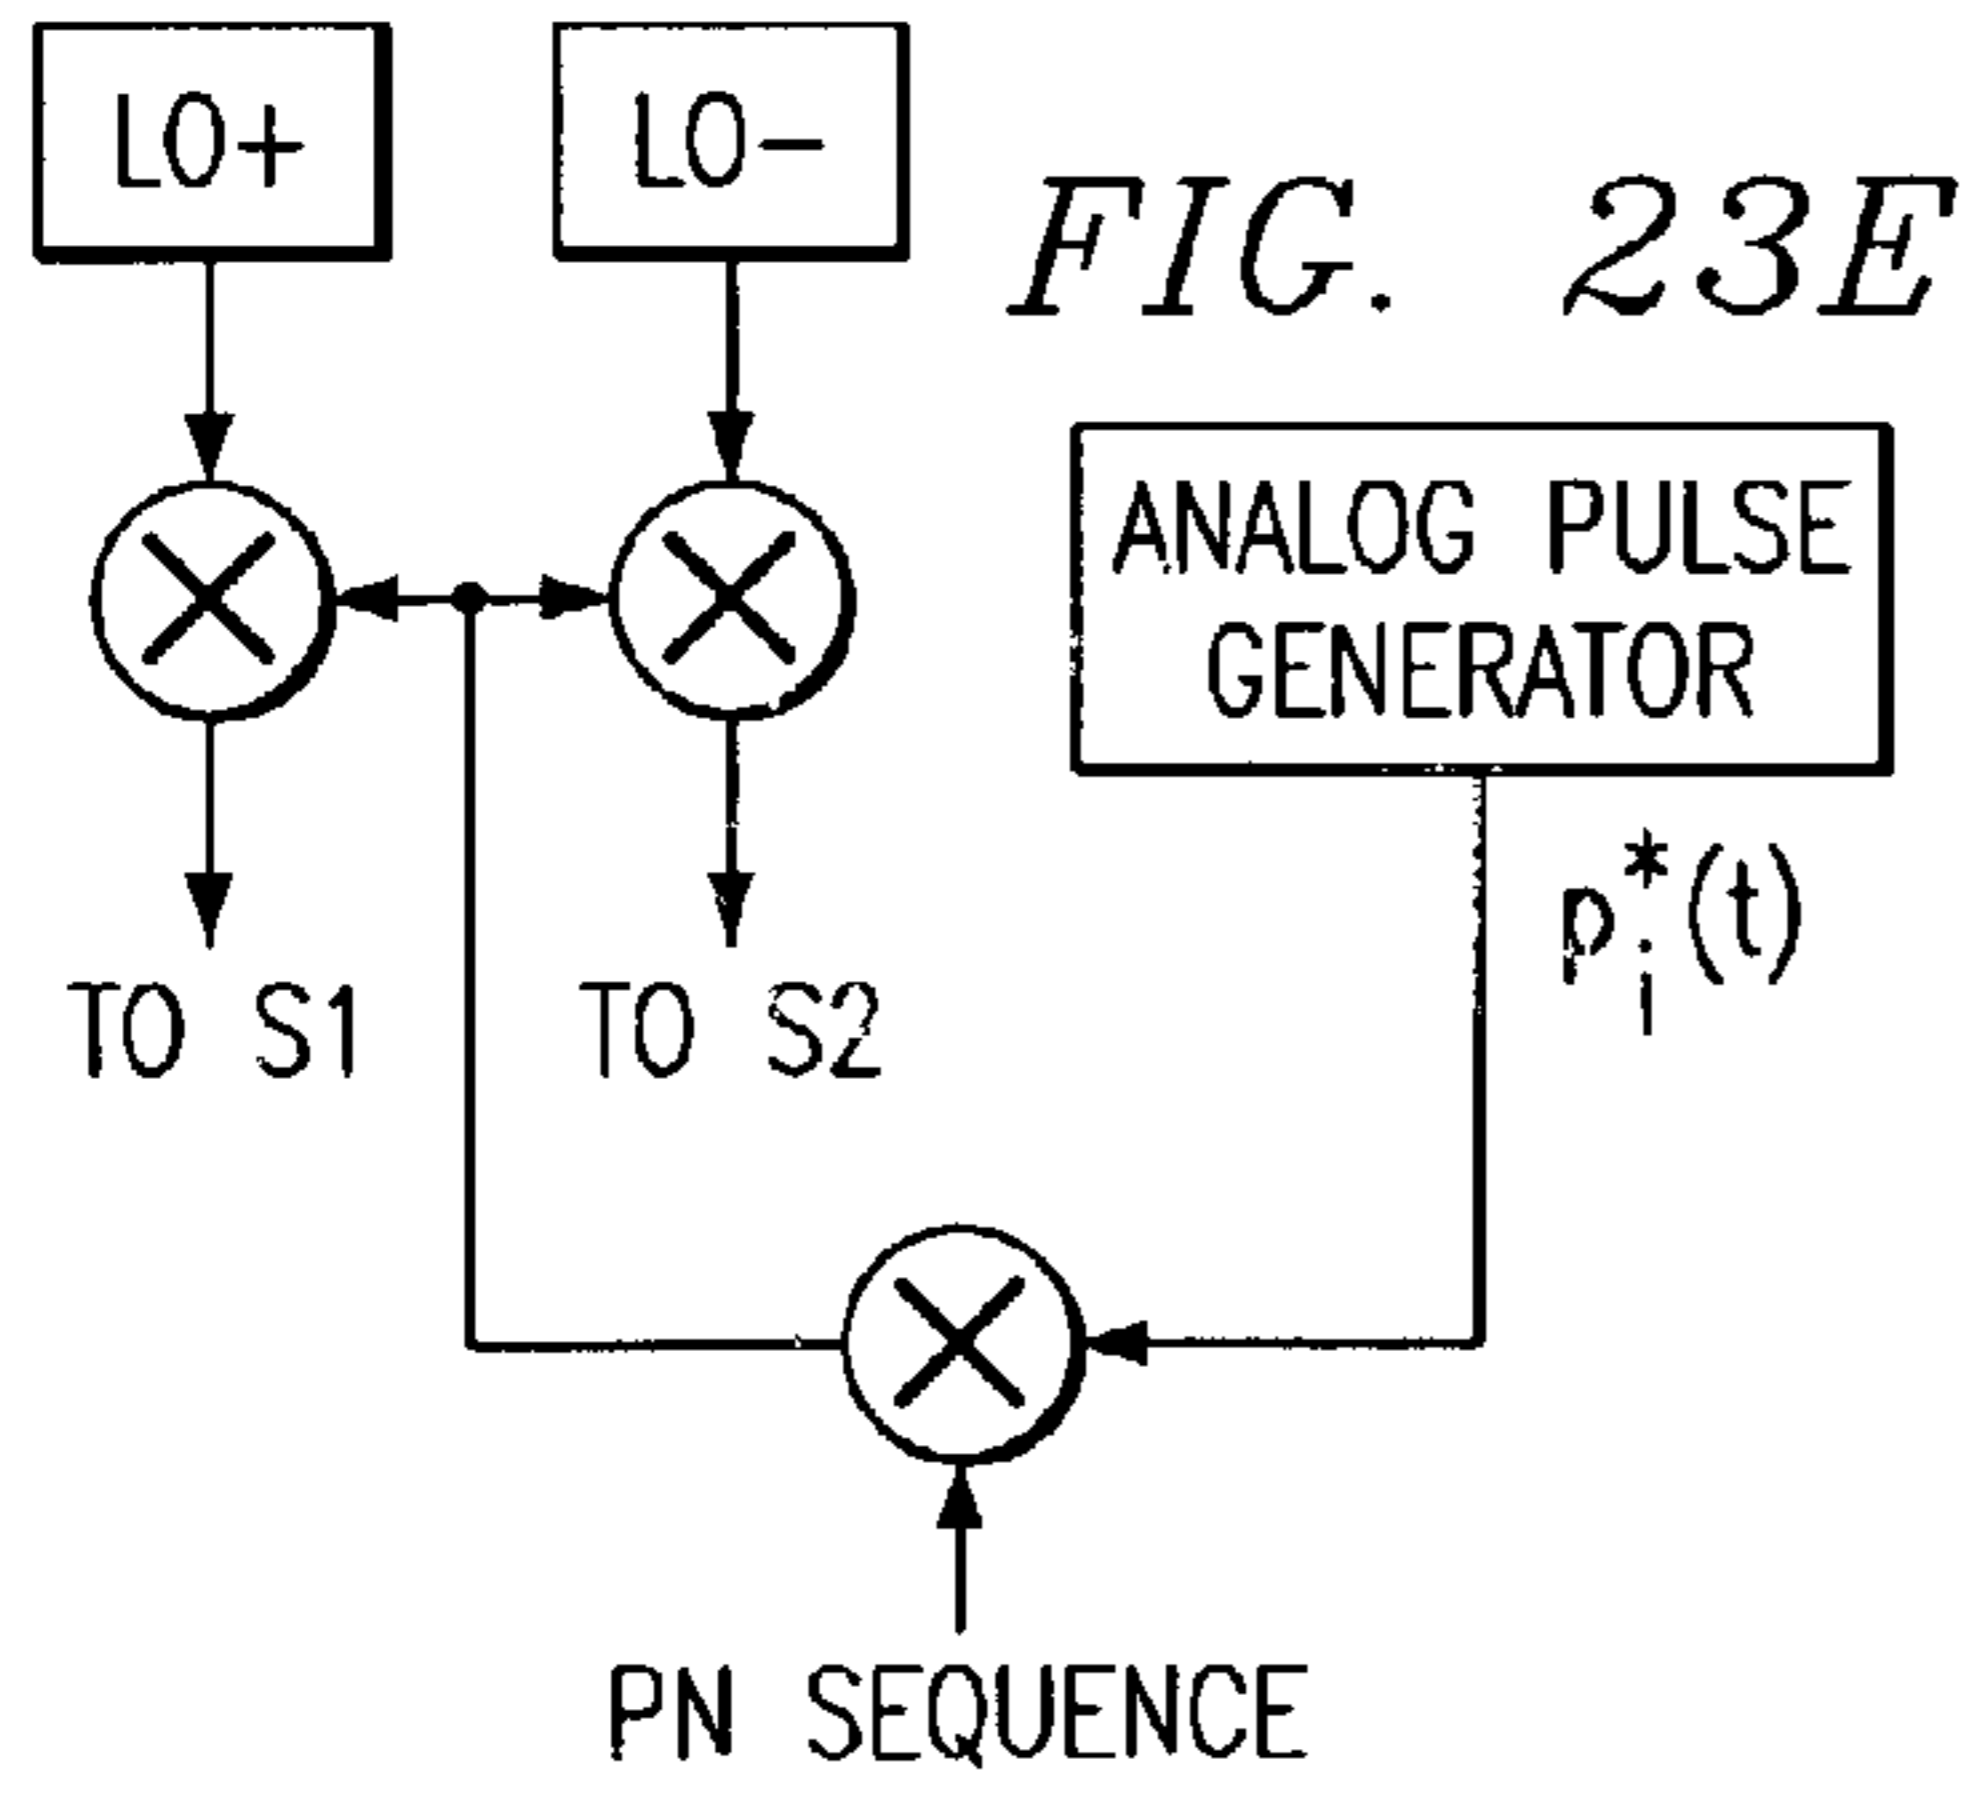 LO+
LO−
FIG. 23E
ANALOG PULSE
GENERATOR
p*i(t)
TO S1
TO S2
PN SEQUENCE